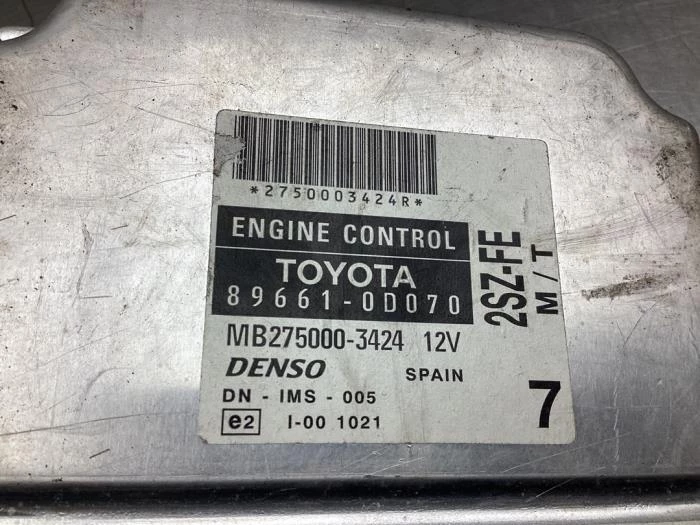 *2750003424R*
ENGINE CONTROL
TOYOTA
89661-0D070
2SZ-FE
M/T
MB275000-3424 12V
DENSO SPAIN
DN - IMS - 005
e2 I-00 1021
7